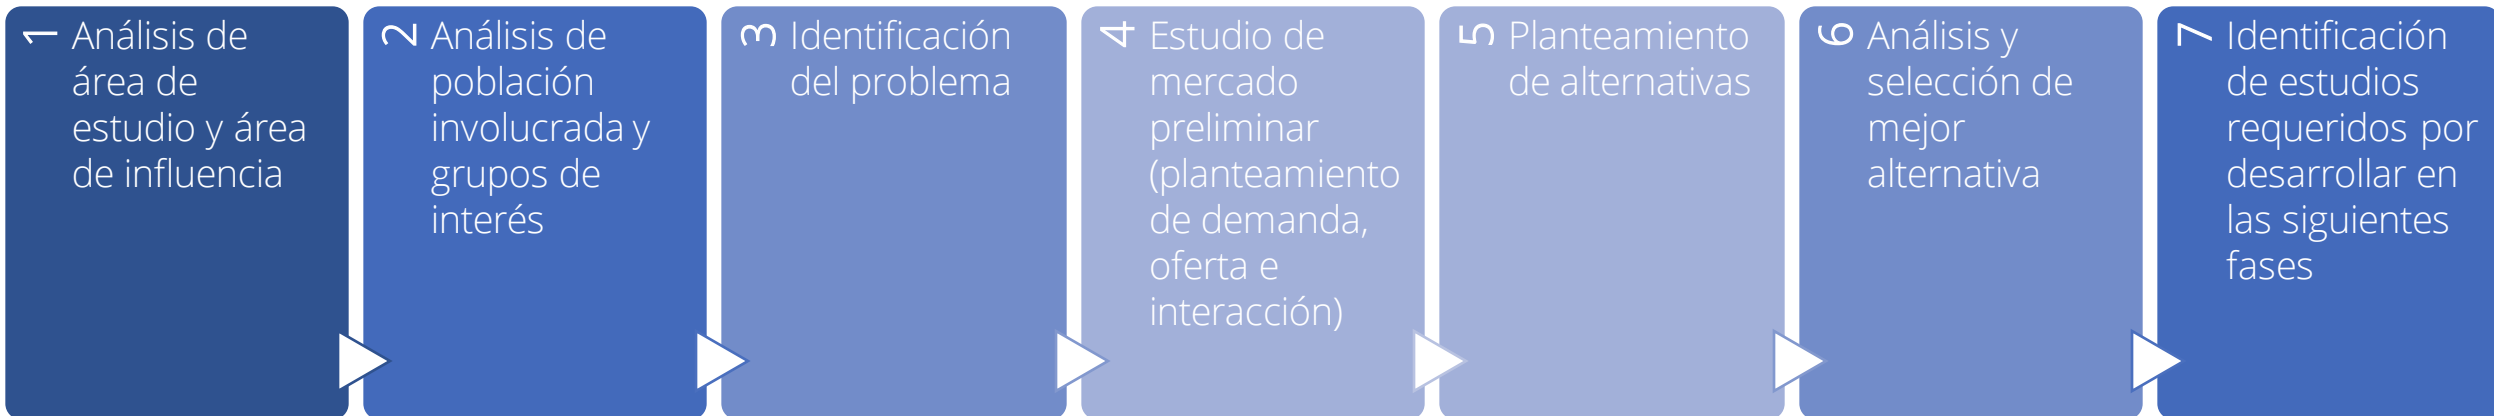 1
Análisis de
área de
estudio y área
de influencia
2
Análisis de
población
involucrada y
grupos de
interés
3
Identificación
del problema
4
Estudio de
mercado
preliminar
(planteamiento
de demanda,
oferta e
interacción)
5
Planteamiento
de alternativas
6
Análisis y
selección de
mejor
alternativa
7
Identificación
de estudios
requeridos por
desarrollar en
las siguientes
fases